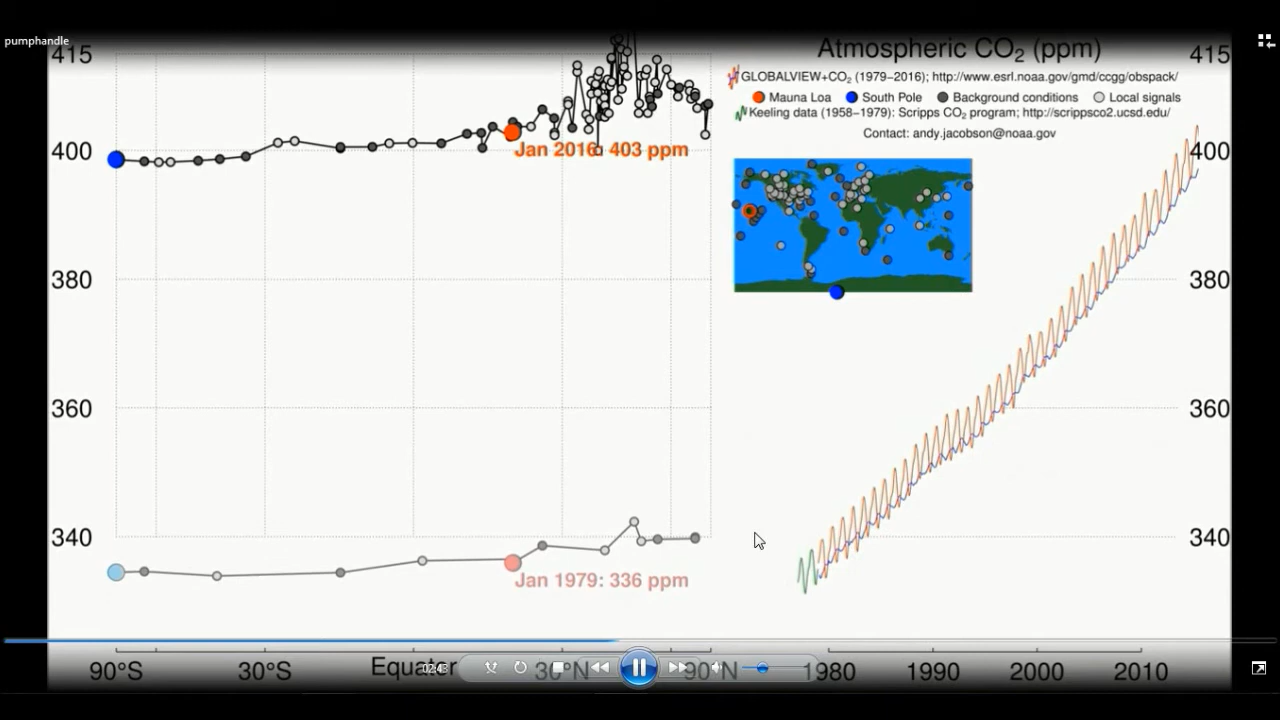 pumphandle
Atmospheric CO₂ (ppm)
GLOBALVIEW+CO₂ (1979−2016); http://www.esrl.noaa.gov/gmd/ccgg/obspack/
Mauna Loa South Pole Background conditions Local signals
Keeling data (1958−1979): Scripps CO₂ program; http://scrippsco2.ucsd.edu/
Contact: andy.jacobson@noaa.gov
415
400
380
360
340
Jan 2016: 403 ppm
Jan 1979: 336 ppm
90°S 30°S Equator 30°N 90°N
415
400
380
360
340
1980 1990 2000 2010
02:43